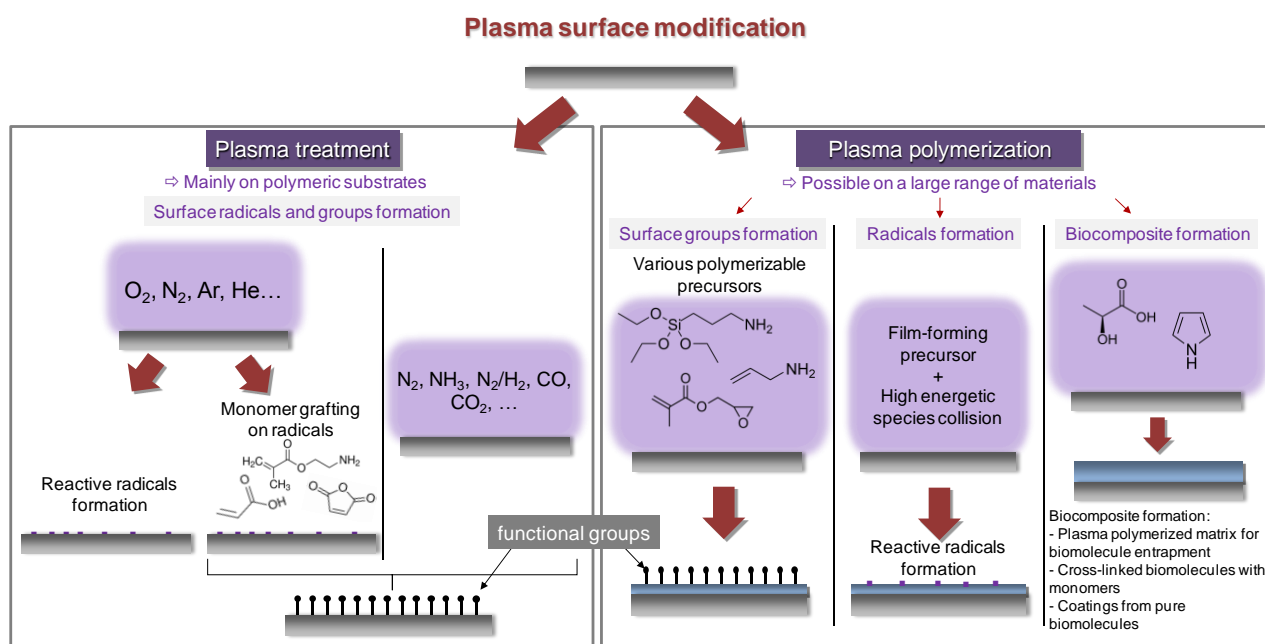 Plasma surface modification
Plasma treatment
⇨ Mainly on polymeric substrates
Surface radicals and groups formation
O₂, N₂, Ar, He…
Monomer grafting
on radicals
O
H₂C
O
NH₂
CH₃
O
OH
O
O
O
Reactive radicals
formation
N₂, NH₃, N₂/H₂, CO,
CO₂, …
functional groups
Plasma polymerization
⇨ Possible on a large range of materials
Surface groups formation
Various polymerizable
precursors
O
Si
NH₂
O
O
NH₂
O
O
O
Radicals formation
Film-forming
precursor
+
High energetic
species collision
Reactive radicals
formation
Biocomposite formation
O
OH
OH
N
H
Biocomposite formation:
- Plasma polymerized matrix for
biomolecule entrapment
- Cross-linked biomolecules with
monomers
- Coatings from pure
biomolecules